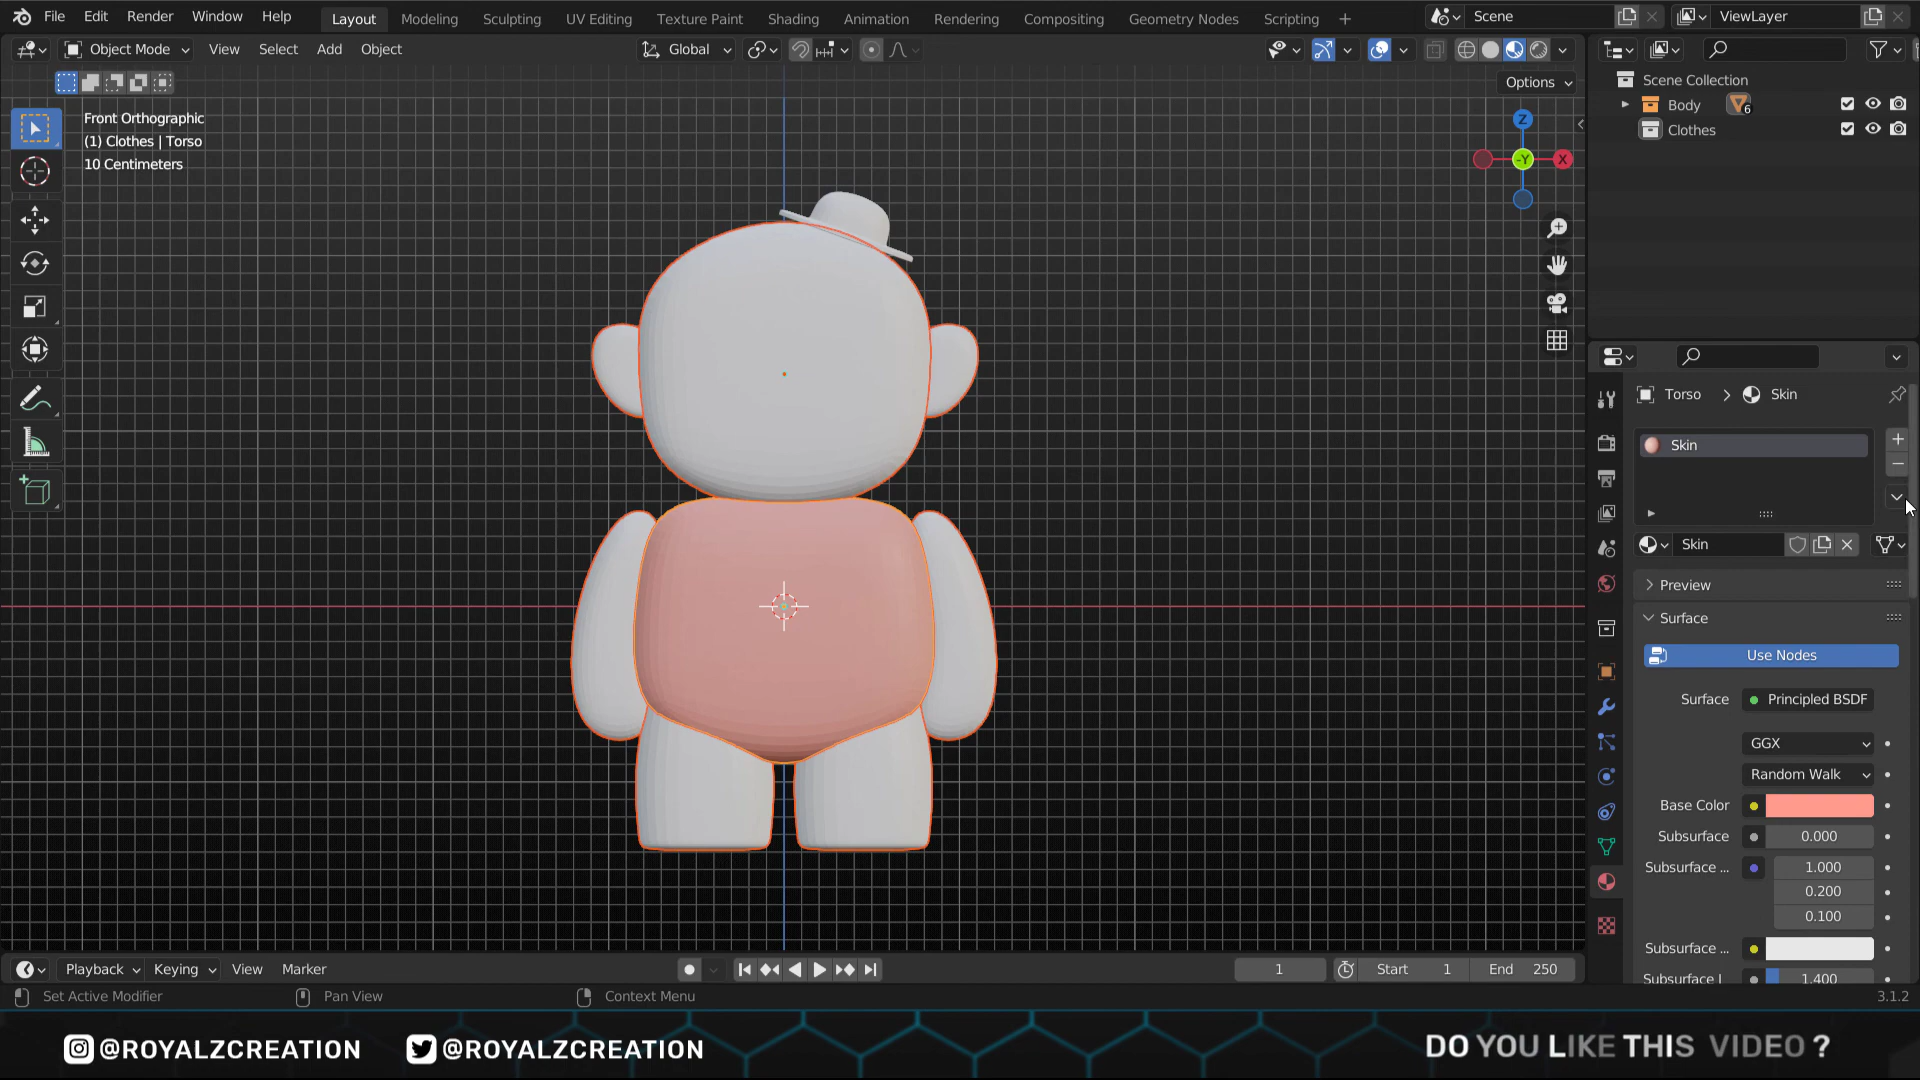 File Edit Render Window Help
Layout Modeling Sculpting UV Editing Texture Paint Shading Animation Rendering Compositing Geometry Nodes Scripting +
Scene
ViewLayer
Object Mode View Select Add Object
Global
Options
Front Orthographic
(1) Clothes | Torso
10 Centimeters
Z
-Y
X
Scene Collection
Body
6
Clothes
Torso > Skin
Skin
Skin
Preview
Surface
Use Nodes
Surface Principled BSDF
GGX
Random Walk
Base Color
Subsurface 0.000
Subsurface ... 1.000
0.200
0.100
Subsurface ...
Subsurface I 1.400
Playback Keying View Marker
1
Start 1
End 250
Set Active Modifier
Pan View
Context Menu
3.1.2
@ROYALZCREATION
@ROYALZCREATION
DO YOU LIKE THIS VIDEO ?